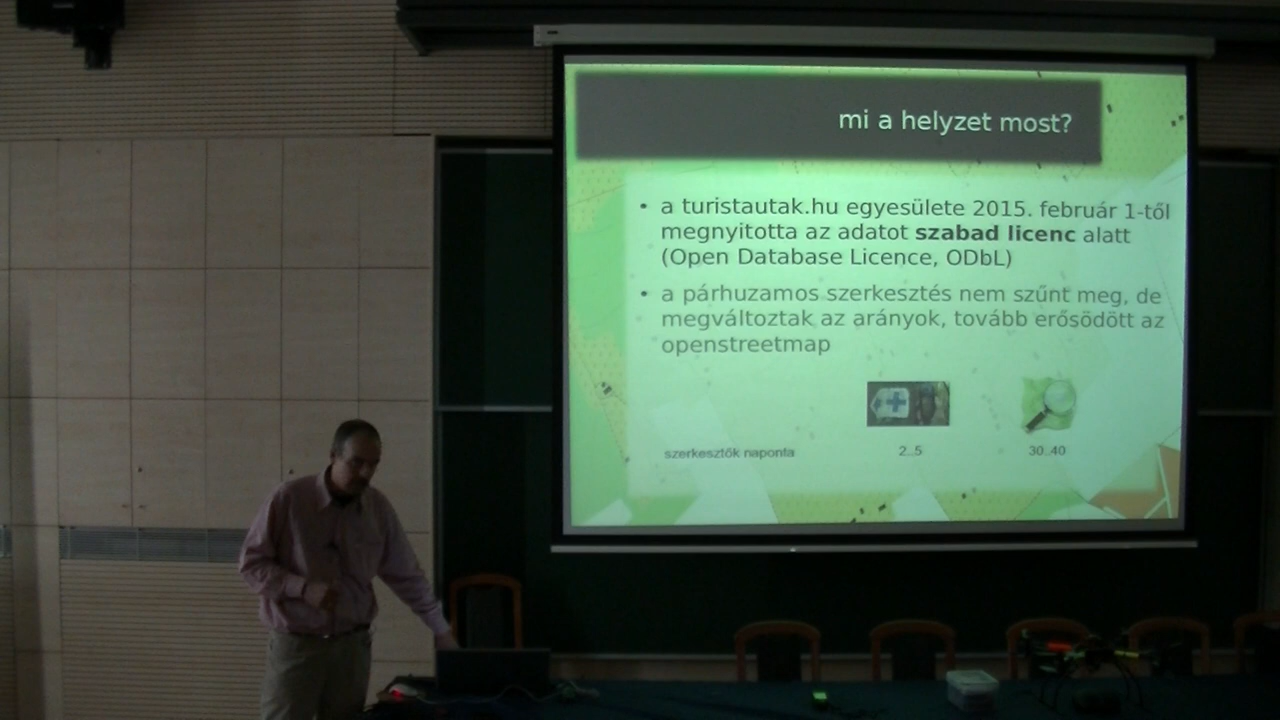 mi a helyzet most?
• a turistautak.hu egyesülete 2015. február 1-től
megnyitotta az adatot szabad licenc alatt
(Open Database Licence, ODbL)
• a párhuzamos szerkesztés nem szűnt meg, de
megváltoztak az arányok, tovább erősödött az
openstreetmap
szerkesztők naponta 2..5 30..40